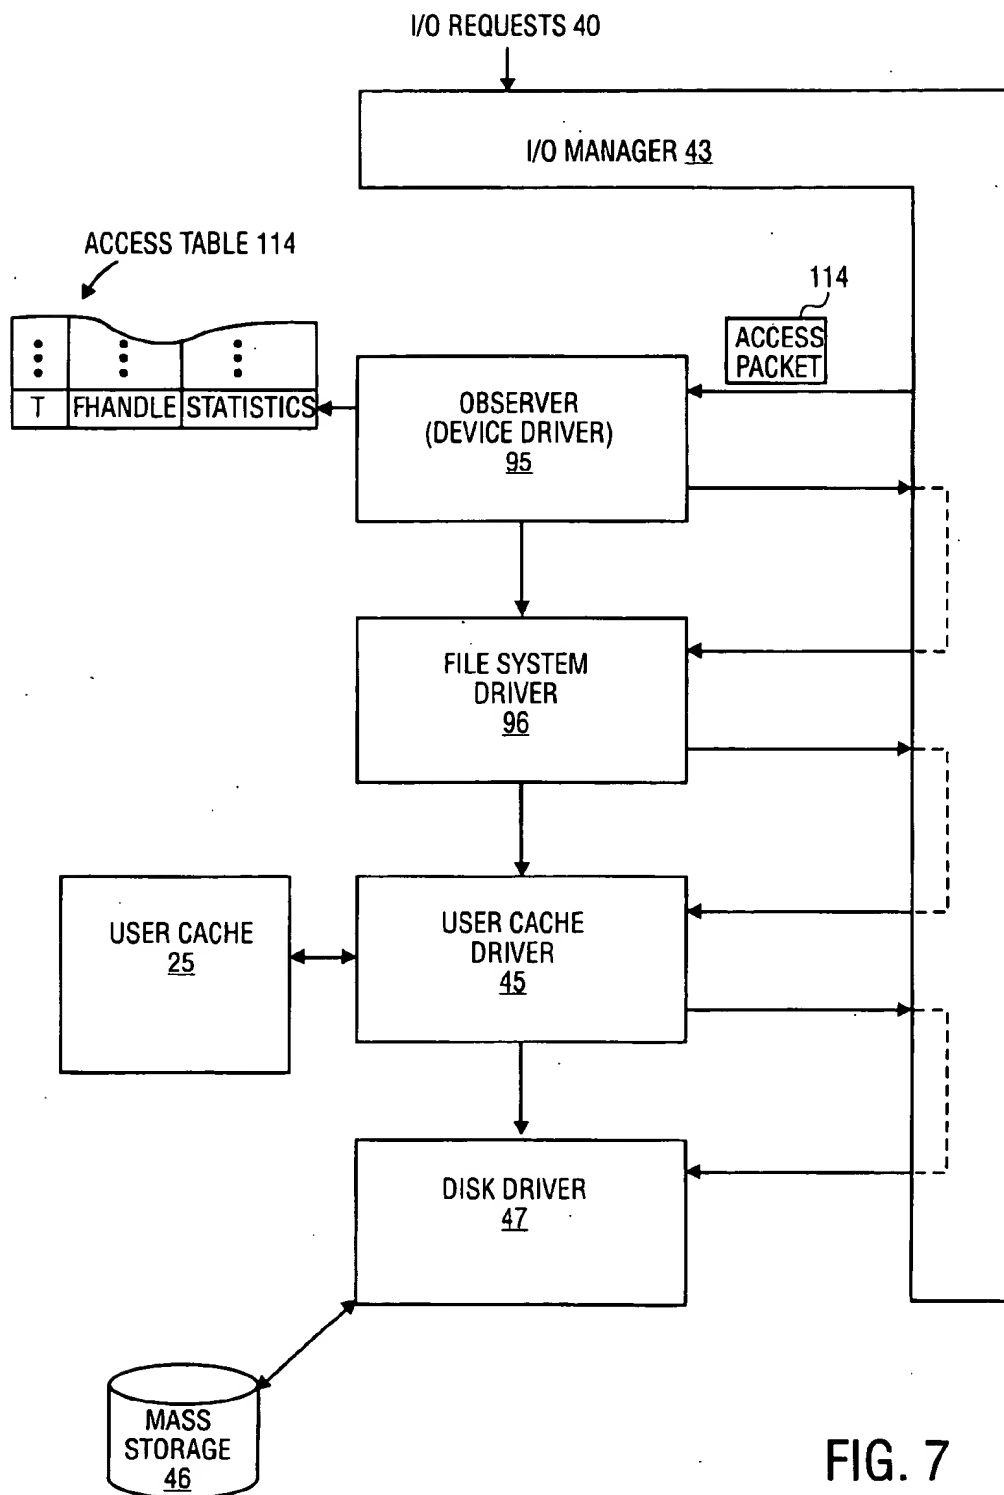 I/O REQUESTS 40
I/O MANAGER 43
ACCESS TABLE 114
114
ACCESS
PACKET
T FHANDLE STATISTICS
OBSERVER
(DEVICE DRIVER)
95
FILE SYSTEM
DRIVER
96
USER CACHE
25
USER CACHE
DRIVER
45
DISK DRIVER
47
MASS
STORAGE
46
FIG. 7